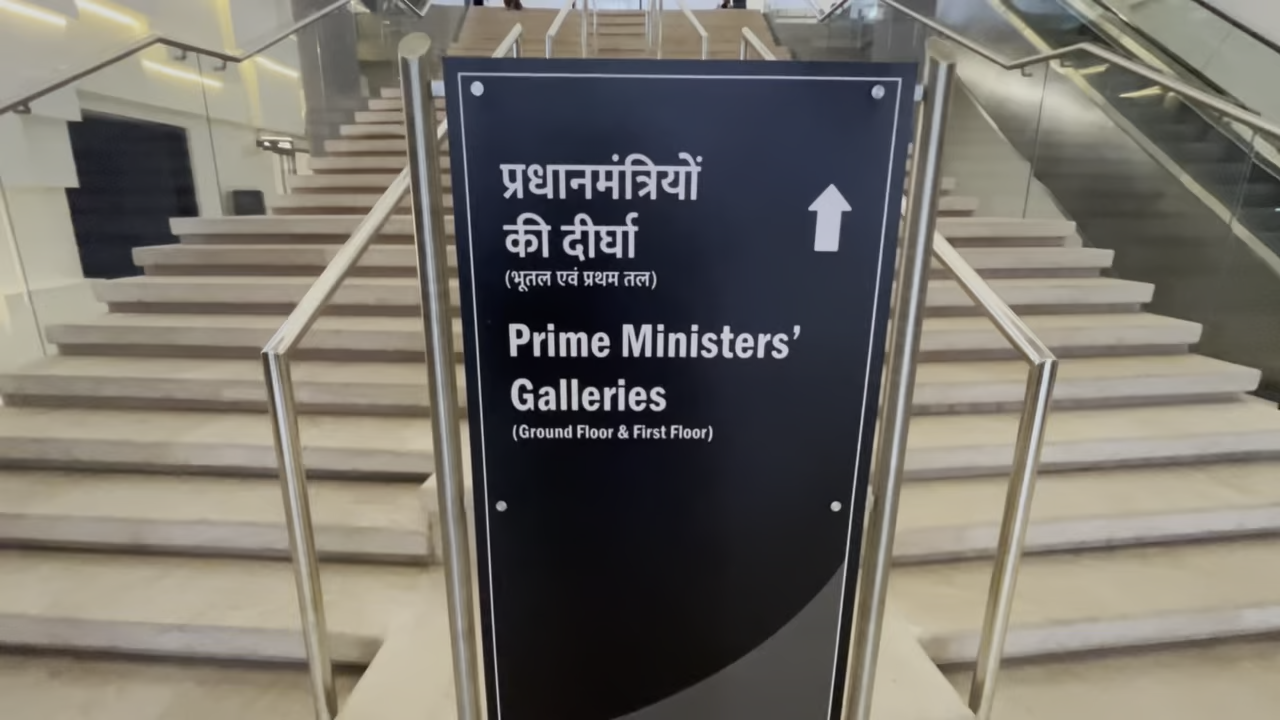 प्रधानमंत्रियों
की दीर्घा
(भूतल एवं प्रथम तल)
Prime Ministers’
Galleries
(Ground Floor & First Floor)